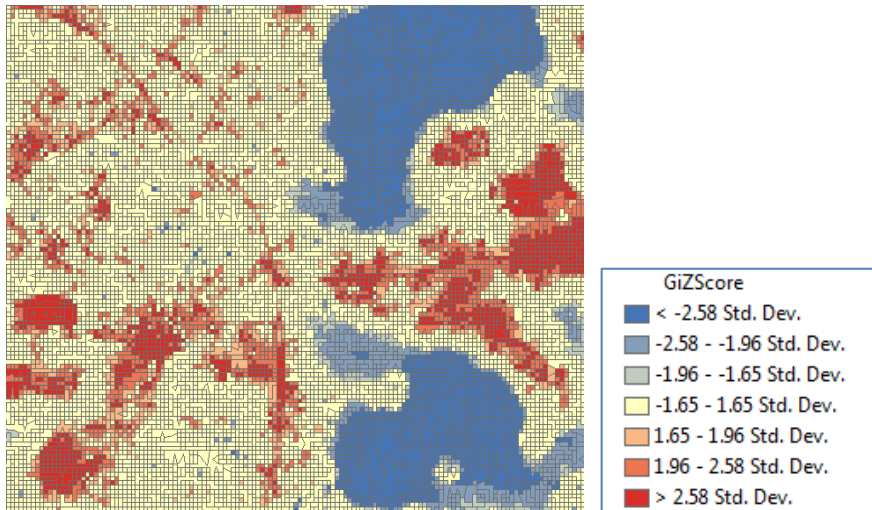 GiZScore
< -2.58 Std. Dev.
-2.58 - -1.96 Std. Dev.
-1.96 - -1.65 Std. Dev.
-1.65 - 1.65 Std. Dev.
1.65 - 1.96 Std. Dev.
1.96 - 2.58 Std. Dev.
> 2.58 Std. Dev.